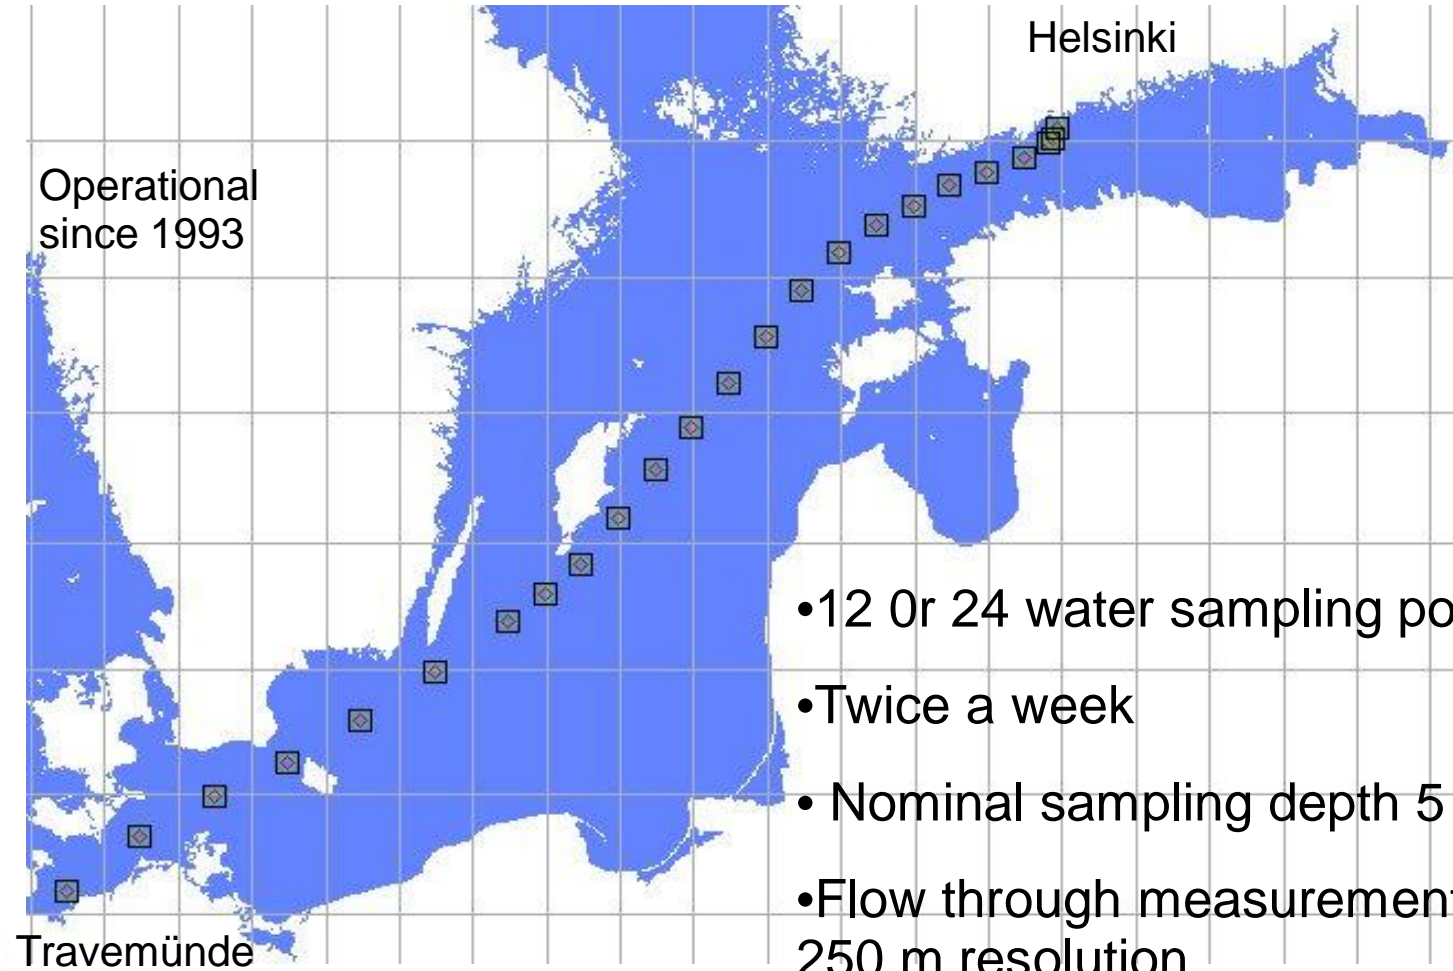 Helsinki
Operational
since 1993
•12 0r 24 water sampling po
•Twice a week
• Nominal sampling depth 5
•Flow through measurement
250 m resolution
Travemünde